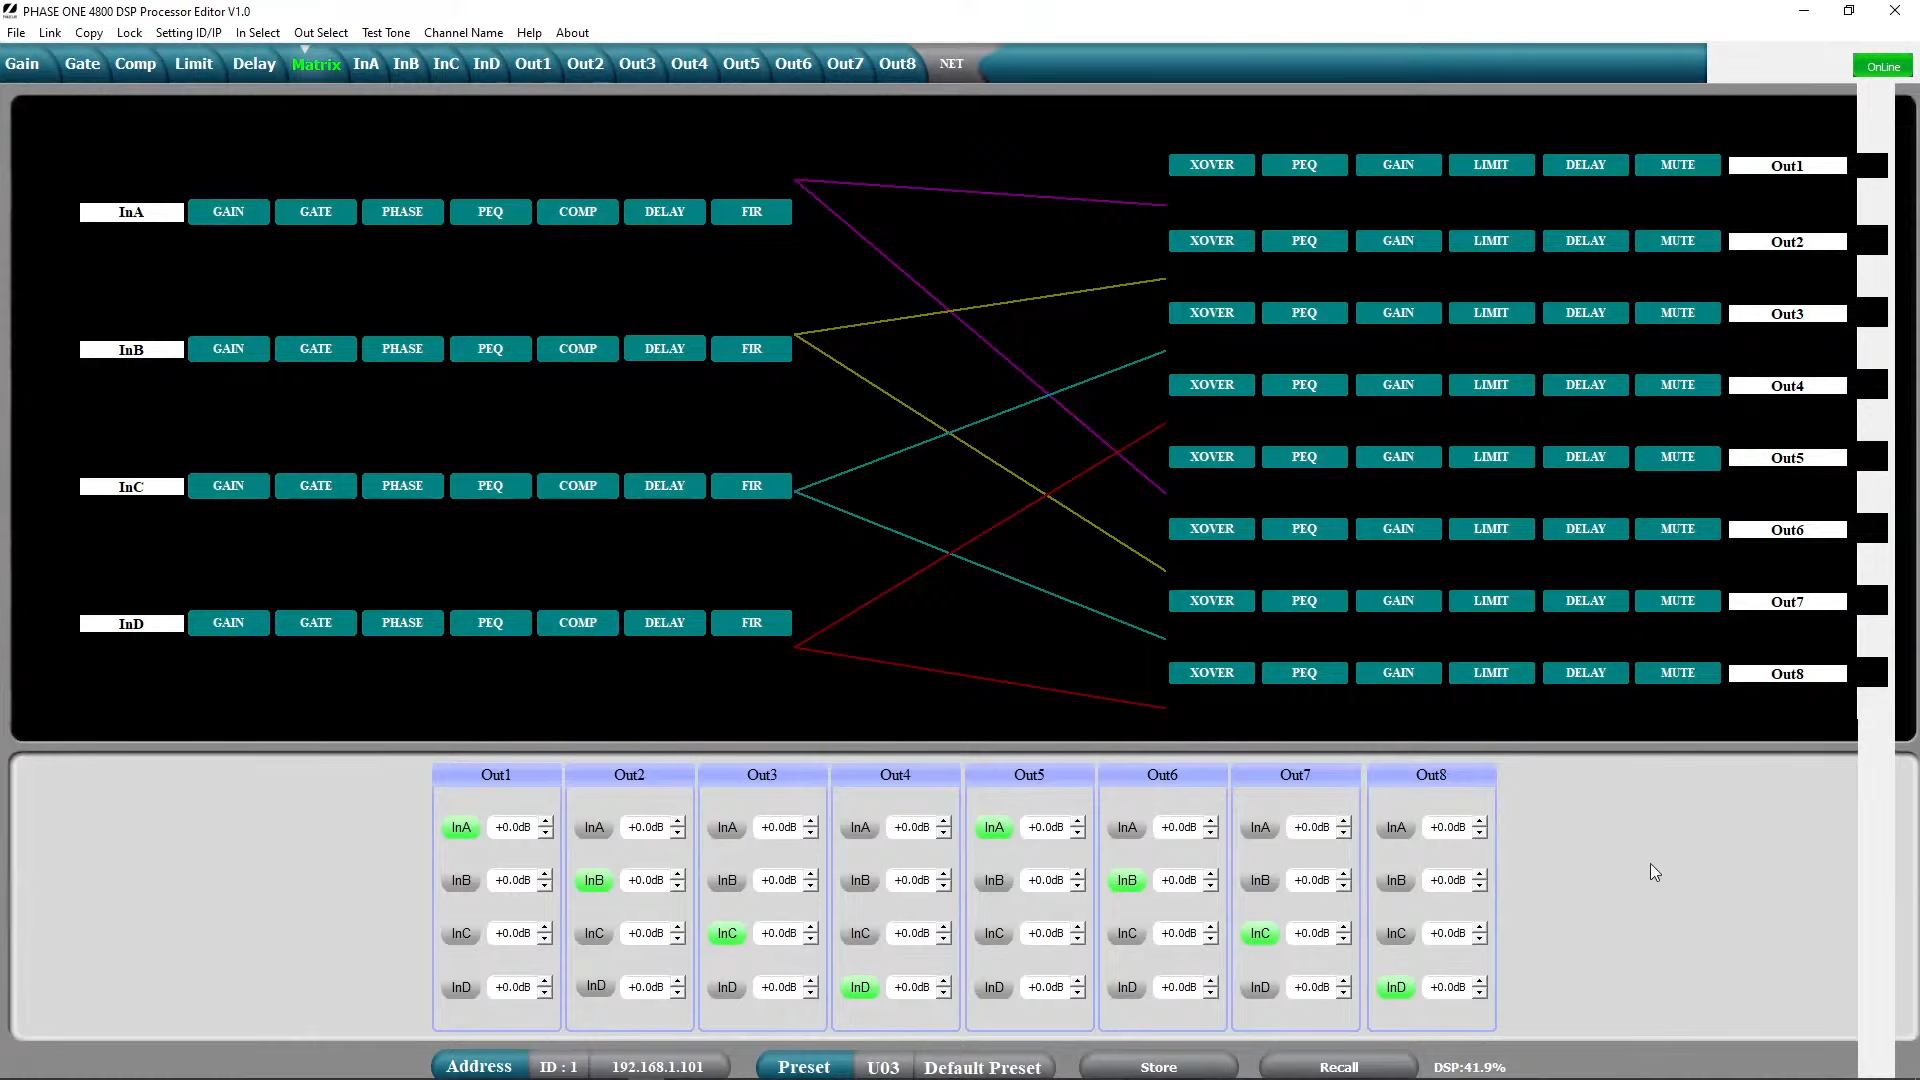 PHASE ONE 4800 DSP Processor Editor V1.0
File Link Copy Lock Setting ID/IP In Select Out Select Test Tone Channel Name Help About
Gain Gate Comp Limit Delay Matrix InA InB InC InD Out1 Out2 Out3 Out4 Out5 Out6 Out7 Out8 NET OnLine
XOVER PEQ GAIN LIMIT DELAY MUTE Out1
InA GAIN GATE PHASE PEQ COMP DELAY FIR
XOVER PEQ GAIN LIMIT DELAY MUTE Out2
XOVER PEQ GAIN LIMIT DELAY MUTE Out3
InB GAIN GATE PHASE PEQ COMP DELAY FIR
XOVER PEQ GAIN LIMIT DELAY MUTE Out4
XOVER PEQ GAIN LIMIT DELAY MUTE Out5
InC GAIN GATE PHASE PEQ COMP DELAY FIR
XOVER PEQ GAIN LIMIT DELAY MUTE Out6
XOVER PEQ GAIN LIMIT DELAY MUTE Out7
InD GAIN GATE PHASE PEQ COMP DELAY FIR
XOVER PEQ GAIN LIMIT DELAY MUTE Out8
Out1 Out2 Out3 Out4 Out5 Out6 Out7 Out8
InA +0.0dB InA +0.0dB InA +0.0dB InA +0.0dB InA +0.0dB InA +0.0dB InA +0.0dB InA +0.0dB
InB +0.0dB InB +0.0dB InB +0.0dB InB +0.0dB InB +0.0dB InB +0.0dB InB +0.0dB InB +0.0dB
InC +0.0dB InC +0.0dB InC +0.0dB InC +0.0dB InC +0.0dB InC +0.0dB InC +0.0dB InC +0.0dB
InD +0.0dB InD +0.0dB InD +0.0dB InD +0.0dB InD +0.0dB InD +0.0dB InD +0.0dB InD +0.0dB
Address ID : 1 192.168.1.101 Preset U03 Default Preset Store Recall DSP:41.9%